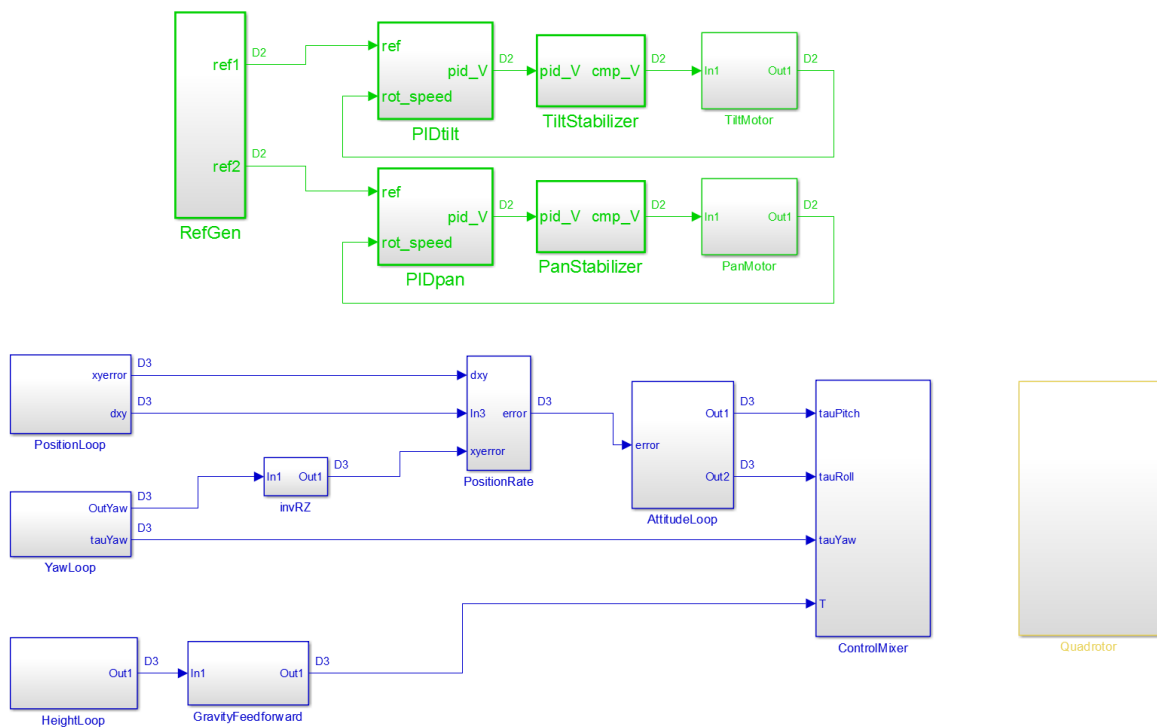 D2
ref1
D2
ref2
RefGen
ref
pid_V
rot_speed
D2
PIDtilt
pid_V
cmp_V
D2
TiltStabilizer
In1
Out1
D2
TiltMotor
ref
pid_V
rot_speed
D2
PIDpan
pid_V
cmp_V
D2
PanStabilizer
In1
Out1
D2
PanMotor
xyerror
D3
dxy
D3
PositionLoop
dxy
In3
error
D3
xyerror
PositionRate
OutYaw
D3
tauYaw
D3
YawLoop
In1
Out1
D3
invRZ
error
Out1
D3
Out2
D3
AttitudeLoop
tauPitch
tauRoll
tauYaw
T
ControlMixer
Quadrotor
Out1
D3
HeightLoop
In1
Out1
D3
GravityFeedforward